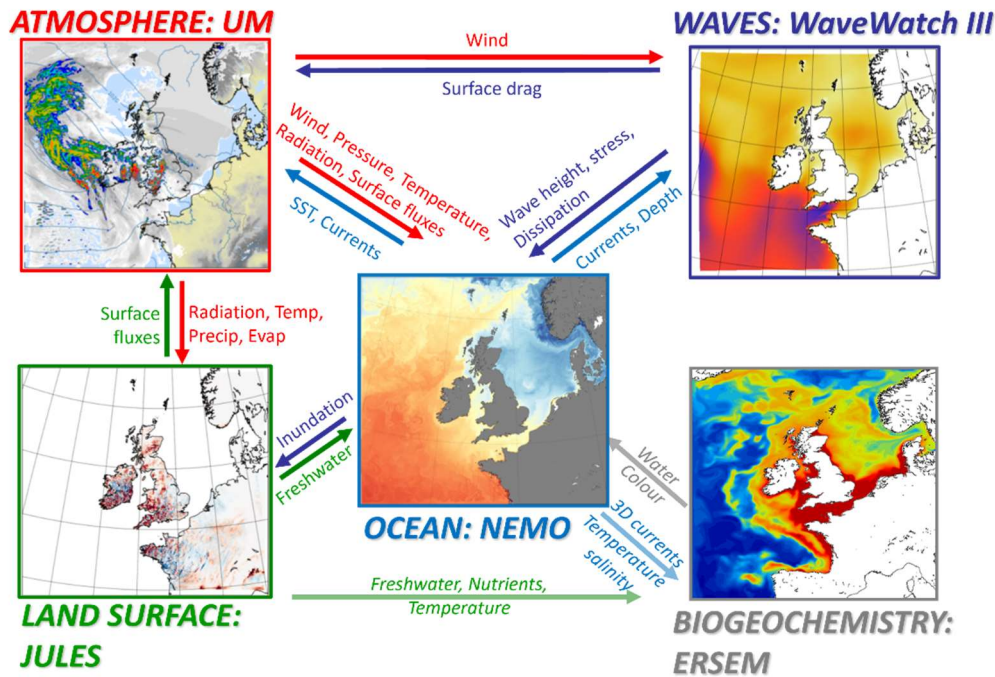 ATMOSPHERE: UM
WAVES: WaveWatch III
Wind
Surface drag
Wind, Pressure, Temperature,
Radiation, Surface fluxes
SST, Currents
Wave height, stress,
Dissipation
Currents, Depth
Surface
fluxes
Radiation, Temp,
Precip, Evap
Inundation
Freshwater
OCEAN: NEMO
Water
Colour
3D currents
Temperature
salinity
Freshwater, Nutrients,
Temperature
LAND SURFACE:
JULES
BIOGEOCHEMISTRY:
ERSEM